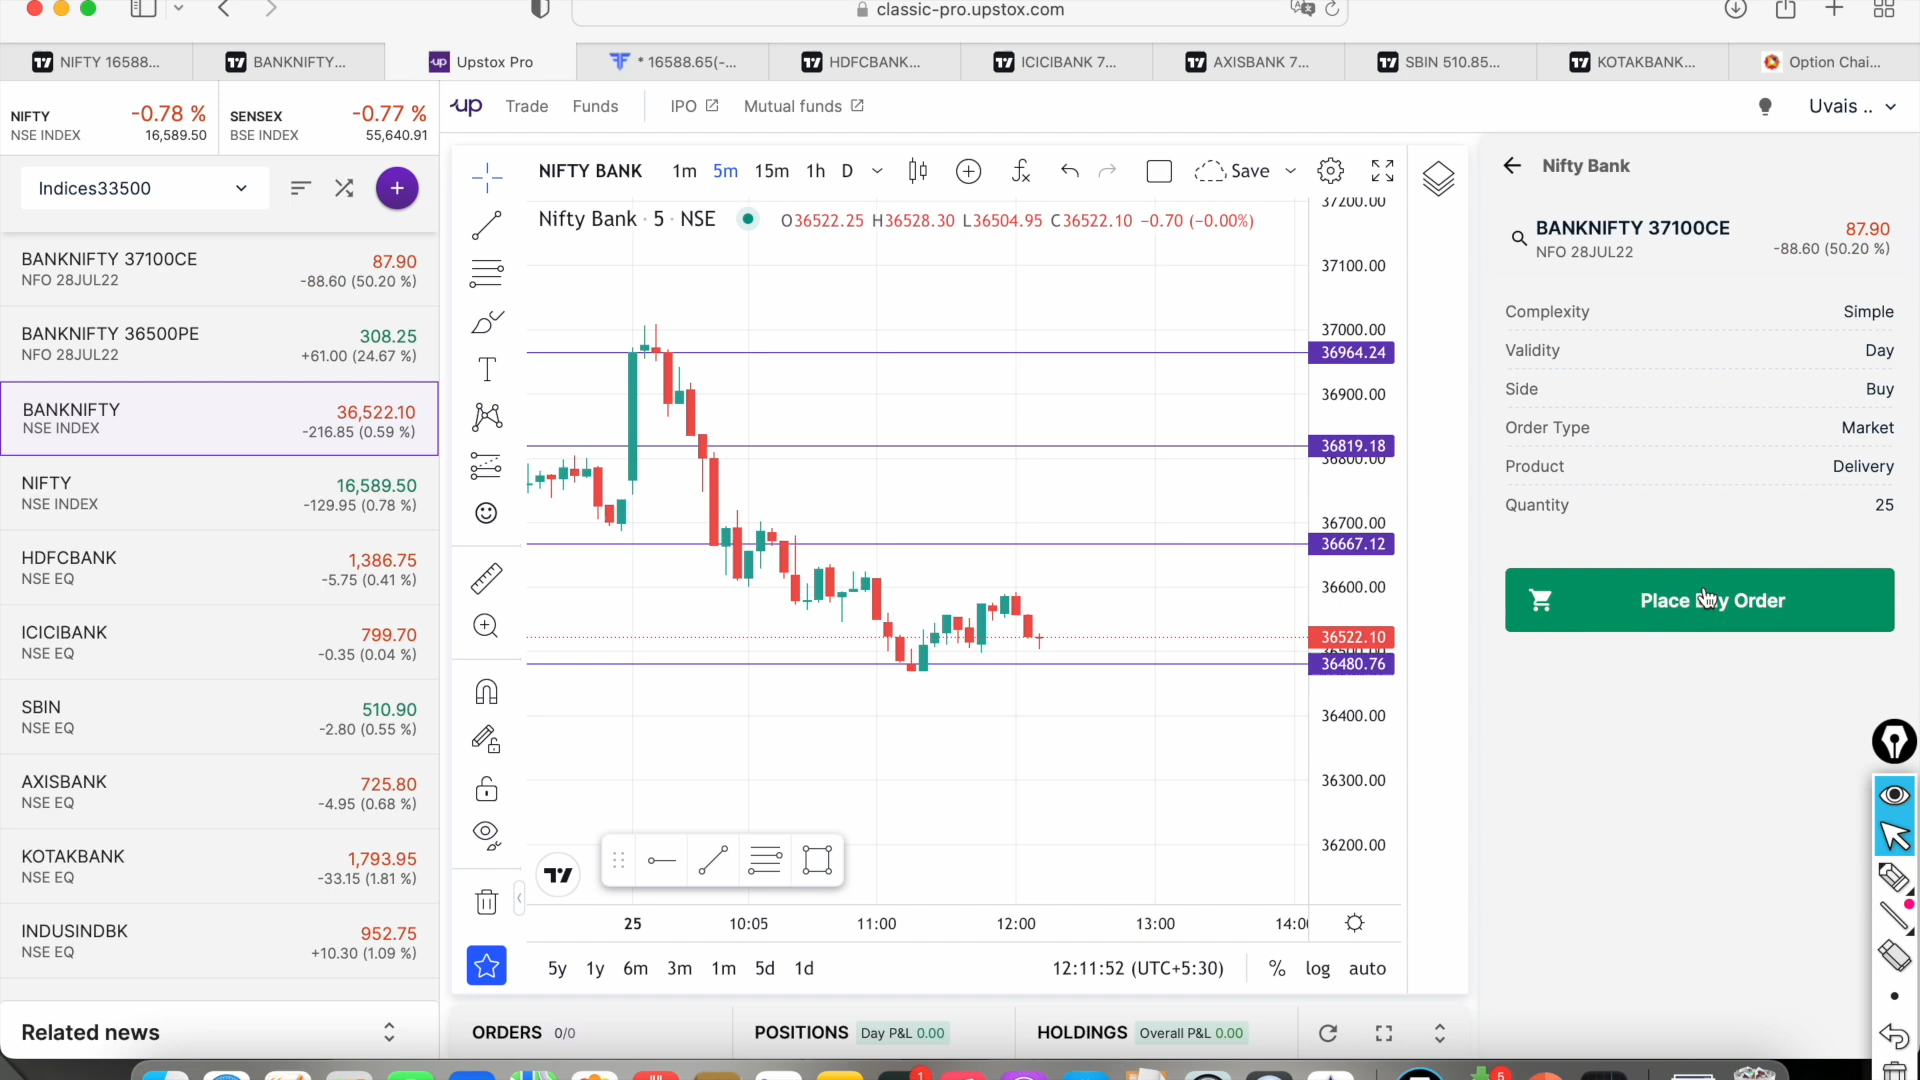 classic-pro.upstox.com
NIFTY 16588...
BANKNIFTY...
up Upstox Pro
* 16588.65(-...
HDFCBANK...
ICICIBANK 7...
AXISBANK 7...
SBIN 510.85...
KOTAKBANK...
Option Chai...
NIFTY -0.78 %
NSE INDEX 16,589.50
SENSEX -0.77 %
BSE INDEX 55,640.91
up Trade Funds IPO Mutual funds
Uvais ..
Indices33500
BANKNIFTY 37100CE 87.90
NFO 28JUL22 -88.60 (50.20 %)
BANKNIFTY 36500PE 308.25
NFO 28JUL22 +61.00 (24.67 %)
BANKNIFTY 36,522.10
NSE INDEX -216.85 (0.59 %)
NIFTY 16,589.50
NSE INDEX -129.95 (0.78 %)
HDFCBANK 1,386.75
NSE EQ -5.75 (0.41 %)
ICICIBANK 799.70
NSE EQ -0.35 (0.04 %)
SBIN 510.90
NSE EQ -2.80 (0.55 %)
AXISBANK 725.80
NSE EQ -4.95 (0.68 %)
KOTAKBANK 1,793.95
NSE EQ -33.15 (1.81 %)
INDUSINDBK 952.75
NSE EQ +10.30 (1.09 %)
Related news
NIFTY BANK 1m 5m 15m 1h D Save
Nifty Bank · 5 · NSE O36522.25 H36528.30 L36504.95 C36522.10 -0.70 (-0.00%)
37200.00
37100.00
37000.00
36964.24
36900.00
36819.18
36800.00
36700.00
36667.12
36600.00
36522.10
36500.00
36480.76
36400.00
36300.00
36200.00
25 10:05 11:00 12:00 13:00 14:00
5y 1y 6m 3m 1m 5d 1d 12:11:52 (UTC+5:30) % log auto
ORDERS 0/0 POSITIONS Day P&L 0.00 HOLDINGS Overall P&L 0.00
Nifty Bank
BANKNIFTY 37100CE 87.90
NFO 28JUL22 -88.60 (50.20 %)
Complexity Simple
Validity Day
Side Buy
Order Type Market
Product Delivery
Quantity 25
Place Buy Order
1
5